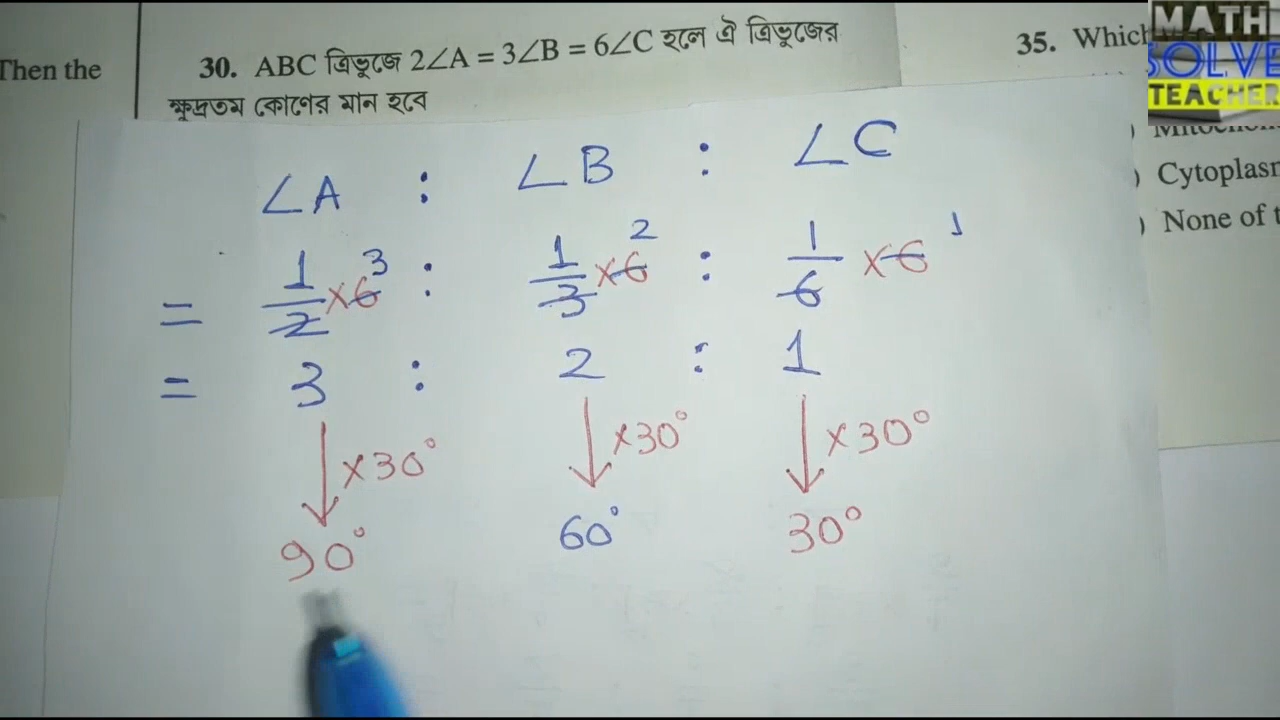 Then the
30. ABC ত্রিভুজে 2∠A = 3∠B = 6∠C হলে ঐ ত্রিভুজের
ক্ষুদ্রতম কোণের মান হবে
35. Which
MATH
SOLVE
TEACHER
) Mitochon
) Cytoplasm
) None of t
∠A : ∠B : ∠C
= 1/2 × 6 3 : 1/3 × 6 2 : 1/6 × 6 1
= 3 : 2 : 1
×30° ×30° ×30°
90° 60° 30°